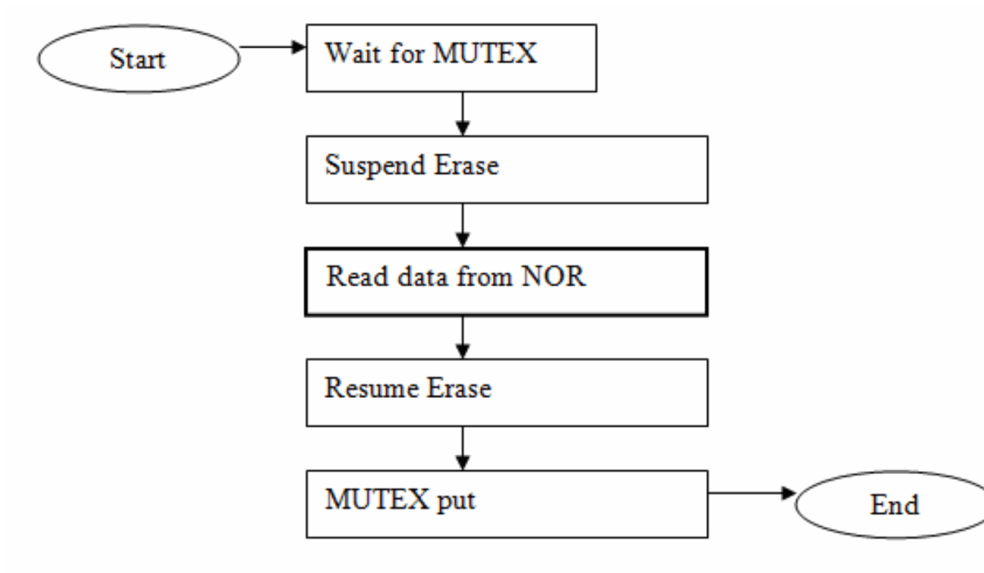 Start
Wait for MUTEX
Suspend Erase
Read data from NOR
Resume Erase
MUTEX put
End